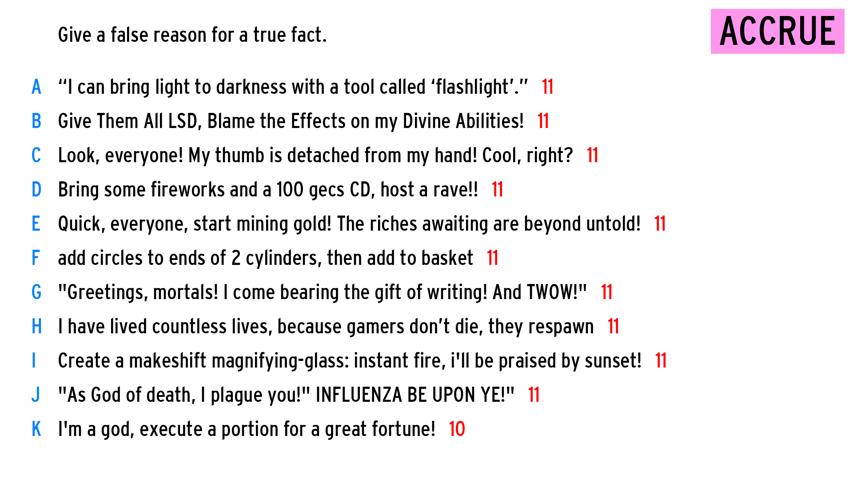 Give a false reason for a true fact.
ACCRUE
A “I can bring light to darkness with a tool called ‘flashlight’.” 11
B Give Them All LSD, Blame the Effects on my Divine Abilities! 11
C Look, everyone! My thumb is detached from my hand! Cool, right? 11
D Bring some fireworks and a 100 gecs CD, host a rave!! 11
E Quick, everyone, start mining gold! The riches awaiting are beyond untold! 11
F add circles to ends of 2 cylinders, then add to basket 11
G "Greetings, mortals! I come bearing the gift of writing! And TWOW!" 11
H I have lived countless lives, because gamers don’t die, they respawn 11
I Create a makeshift magnifying-glass: instant fire, i'll be praised by sunset! 11
J "As God of death, I plague you!" INFLUENZA BE UPON YE!" 11
K I'm a god, execute a portion for a great fortune! 10